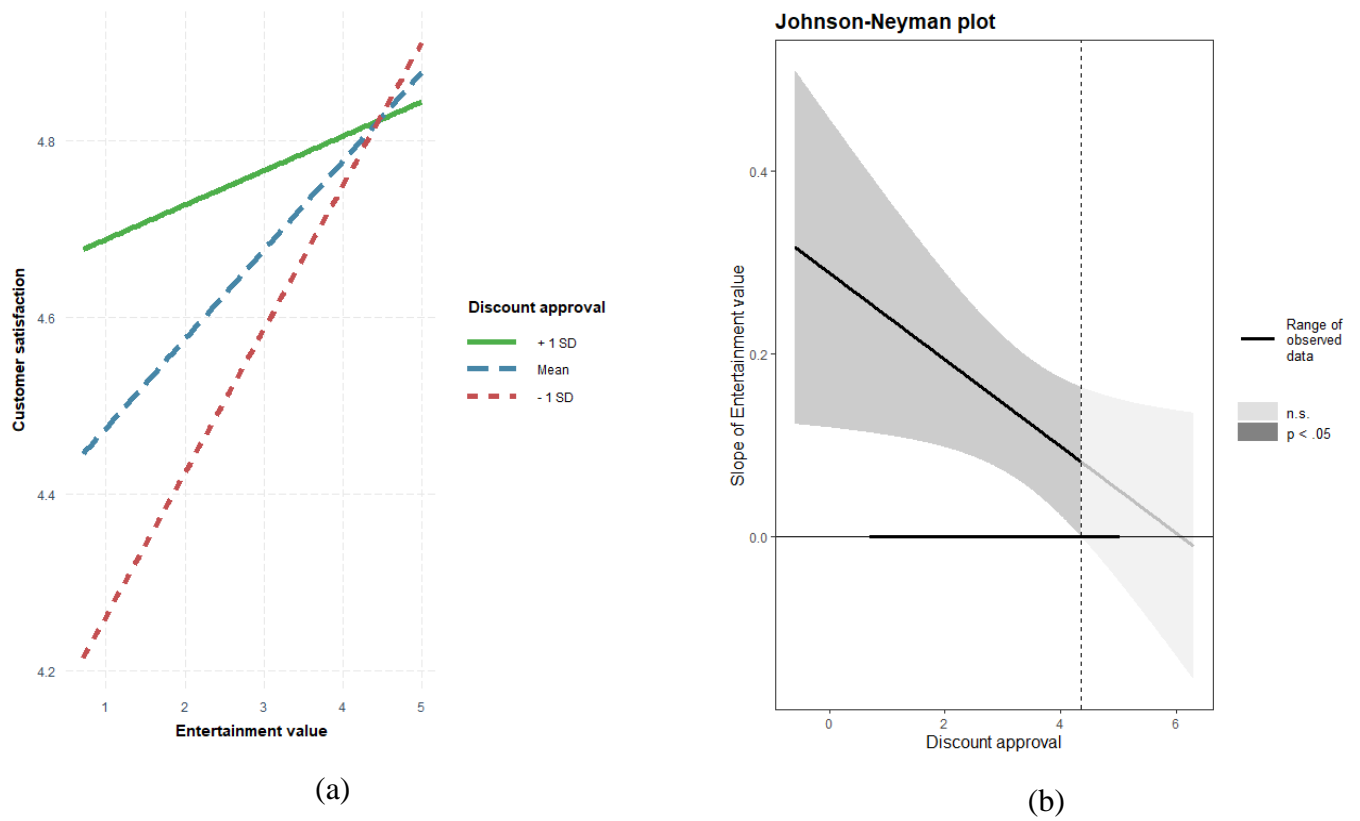 Customer satisfaction
4.8
4.6
4.4
4.2
1 2 3 4 5
Entertainment value
Discount approval
+ 1 SD
Mean
- 1 SD
(a)
Johnson-Neyman plot
Slope of Entertainment value
0.4
0.2
0.0
0 2 4 6
Discount approval
Range of
observed
data
n.s.
p < .05
(b)